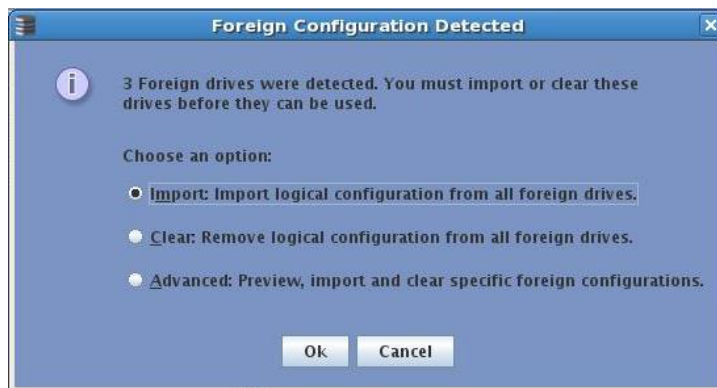 Foreign Configuration Detected
3 Foreign drives were detected. You must import or clear these
drives before they can be used.
Choose an option:
Import: Import logical configuration from all foreign drives.
Clear: Remove logical configuration from all foreign drives.
Advanced: Preview, import and clear specific foreign configurations.
Ok Cancel